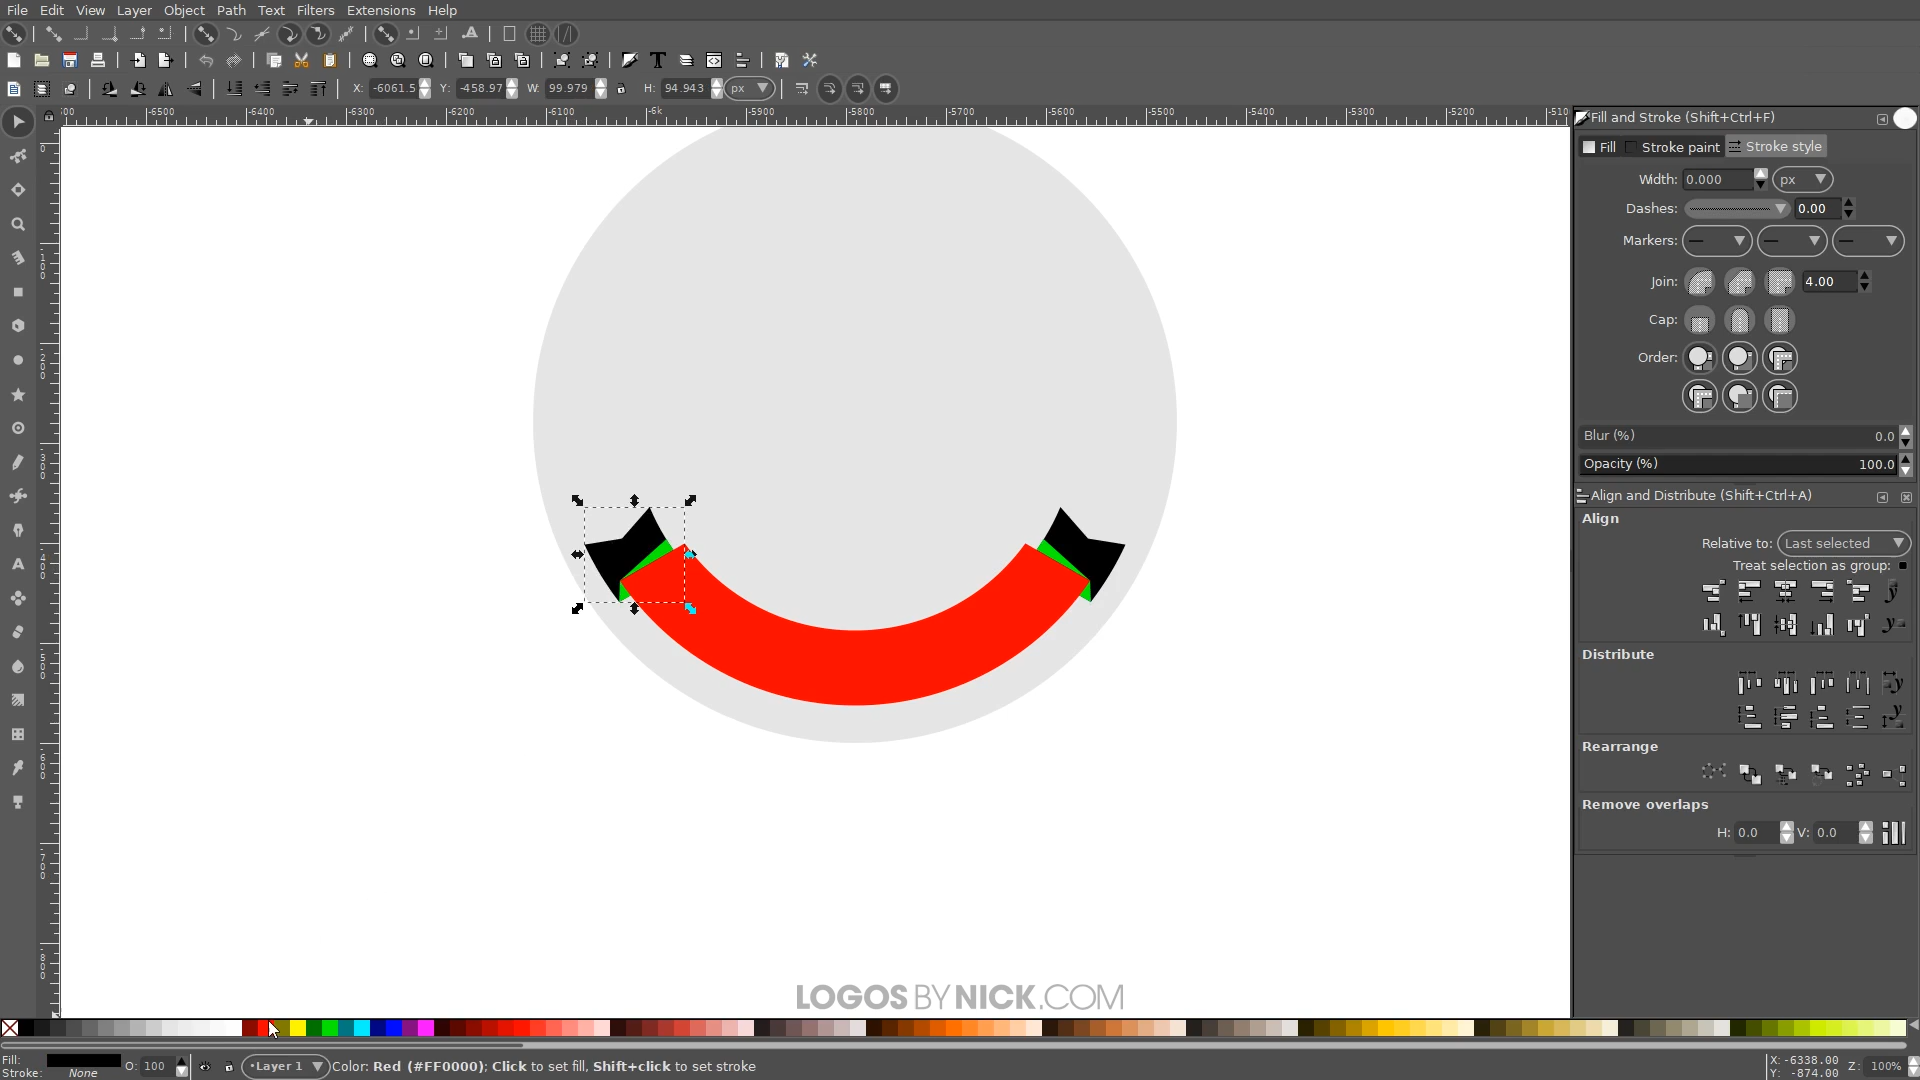 File Edit View Layer Object Path Text Filters Extensions Help
X: -6061.5 Y: -458.97 W: 99.979 H: 94.943 px
-6500 -6400 -6300 -6200 -6100 -6k -5900 -5800 -5700 -5600 -5500 -5400 -5300 -5200 -510
Fill and Stroke (Shift+Ctrl+F)
Fill Stroke paint Stroke style
Width: 0.000 px
Dashes: 0.00
Markers:
Join: 4.00
Cap:
Order:
Blur (%) 0.0
Opacity (%) 100.0
Align and Distribute (Shift+Ctrl+A)
Align
Relative to: Last selected
Treat selection as group:
Distribute
Rearrange
Remove overlaps
H: 0.0 V: 0.0
LOGOS BY NICK.COM
Fill: O: 100 •Layer 1 Color: Red (#FF0000); Click to set fill, Shift+click to set stroke X: -6338.00 Z: 100%
Stroke: None Y: -874.00